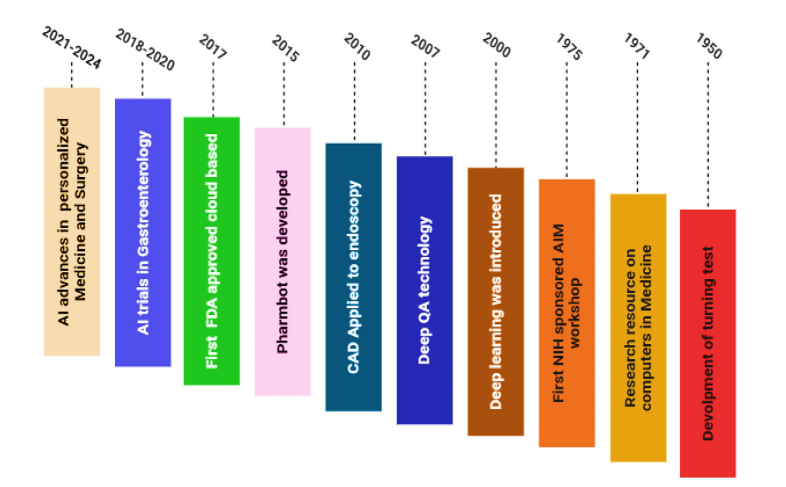 2021-2024
2018-2020
2017
2015
2010
2007
2000
1975
1971
1950
AI advances in personalized
Medicine and Surgery
AI trials in Gastroenterology
First FDA approved cloud based
Pharmbot was developed
CAD Applied to endoscopy
Deep QA technology
Deep learning was introduced
First NIH sponsored AIM
workshop
Research resource on
computers in Medicine
Devolpment of turning test